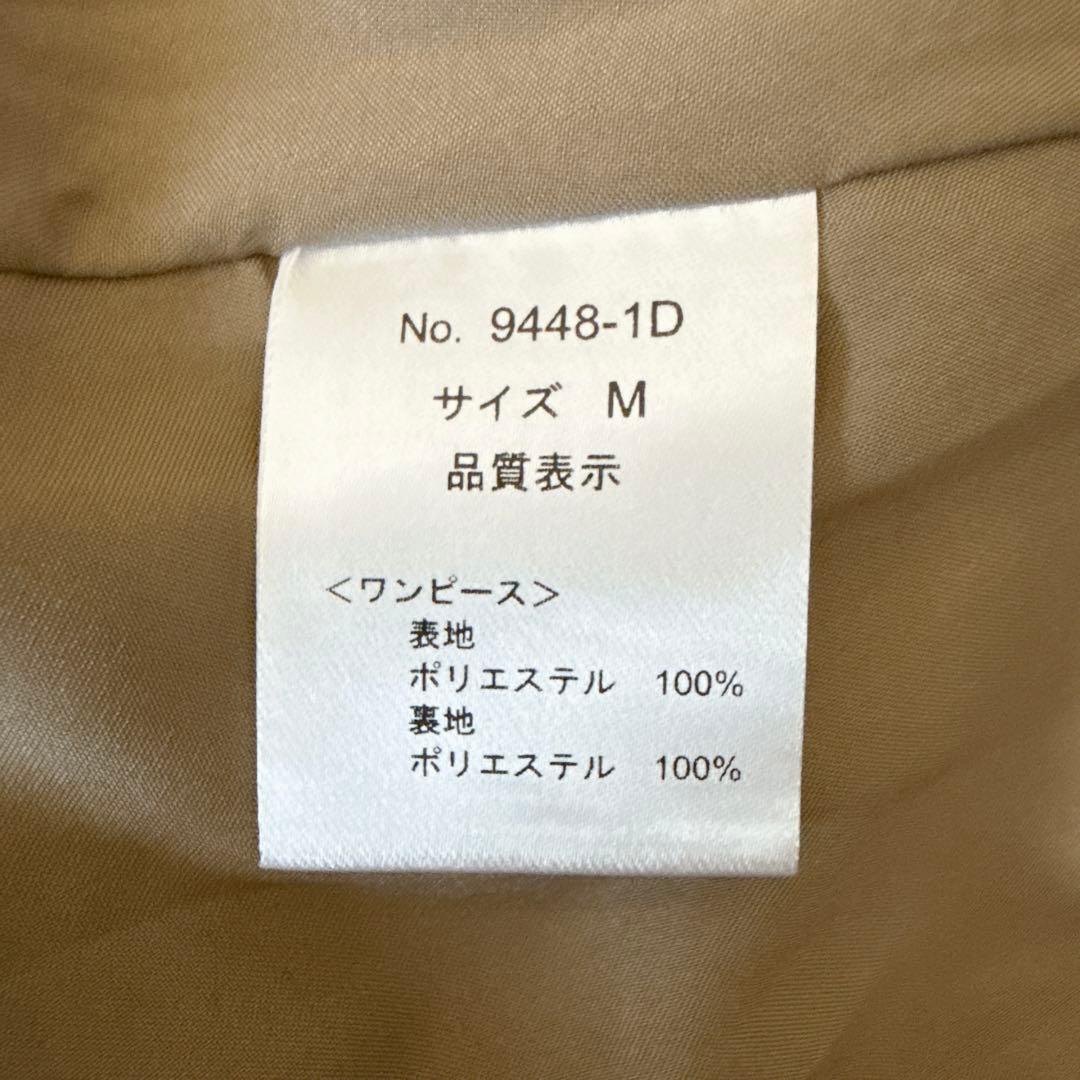 No. 9448-1D
サイズ M
品質表示
＜ワンピース＞
表地
ポリエステル 100%
裏地
ポリエステル 100%